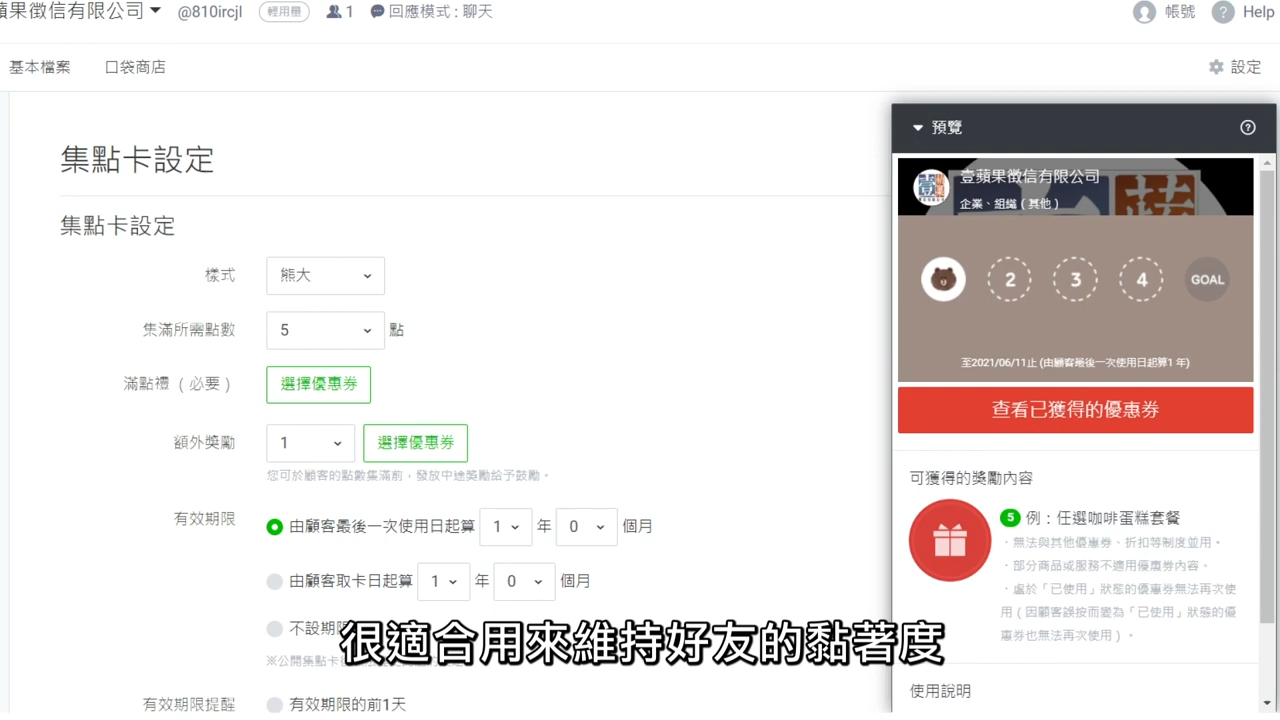 蘋果徵信有限公司 @810ircjl 輕用量 1 回應模式 : 聊天 帳號 ? Help
基本檔案 口袋商店 設定
集點卡設定
集點卡設定
樣式 熊大
集滿所需點數 5 點
滿點禮 ( 必要 ) 選擇優惠券
額外獎勵 1 選擇優惠券
您可於顧客的點數集滿前，發放中途獎勵給予鼓勵。
有效期限 由顧客最後一次使用日起算 1 年 0 個月
由顧客取卡日起算 1 年 0 個月
不設期
※公開集點卡
有效期限提醒 有效期限的前1天
預覽 ?
壹蘋果徵信有限公司
企業、組織 ( 其他 )
2 3 4 GOAL
至2021/06/11止 (由顧客最後一次使用日起算1 年)
查看已獲得的優惠券
可獲得的獎勵內容
5 例：任選咖啡蛋糕套餐
・無法與其他優惠券、折扣等制度並用。
・部分商品或服務不適用優惠券內容。
・處於「已使用」狀態的優惠券無法再次使
用 ( 因顧客誤按而變為「已使用」狀態的優
惠券也無法再次使用 ) 。
使用說明
很適合用來維持好友的黏著度